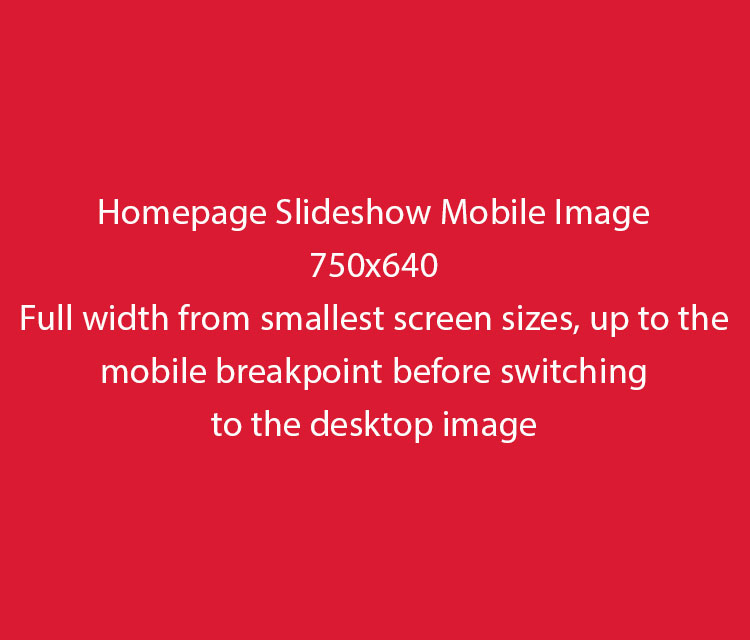 Homepage Slideshow Mobile Image
750x640
Full width from smallest screen sizes, up to the
mobile breakpoint before switching
to the desktop image